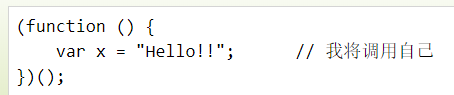 (function () {
    var x = "Hello!!";      // 我将调用自己
})();